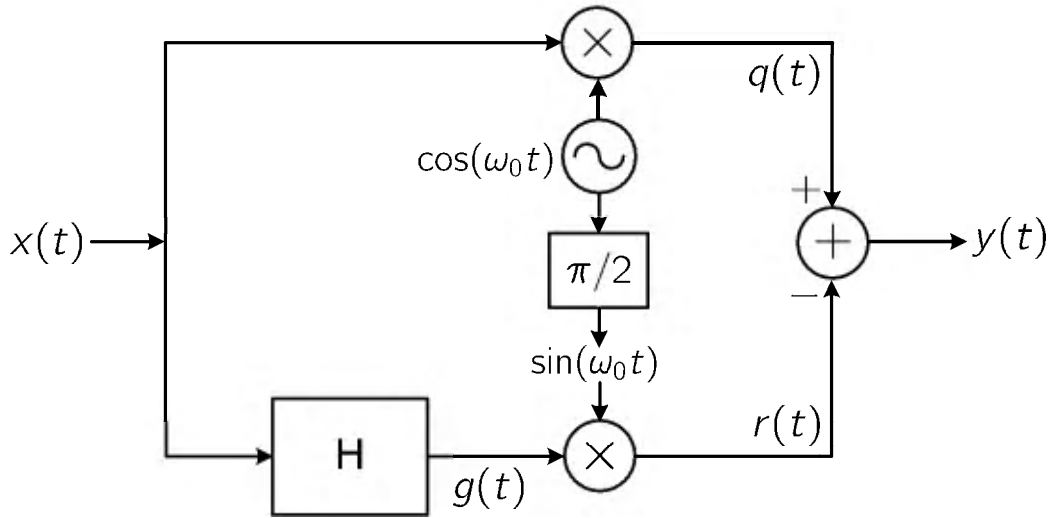 q(t)
cos(ω₀t)
+
x(t)
π/2
+
y(t)
−
sin(ω₀t)
H
g(t)
r(t)